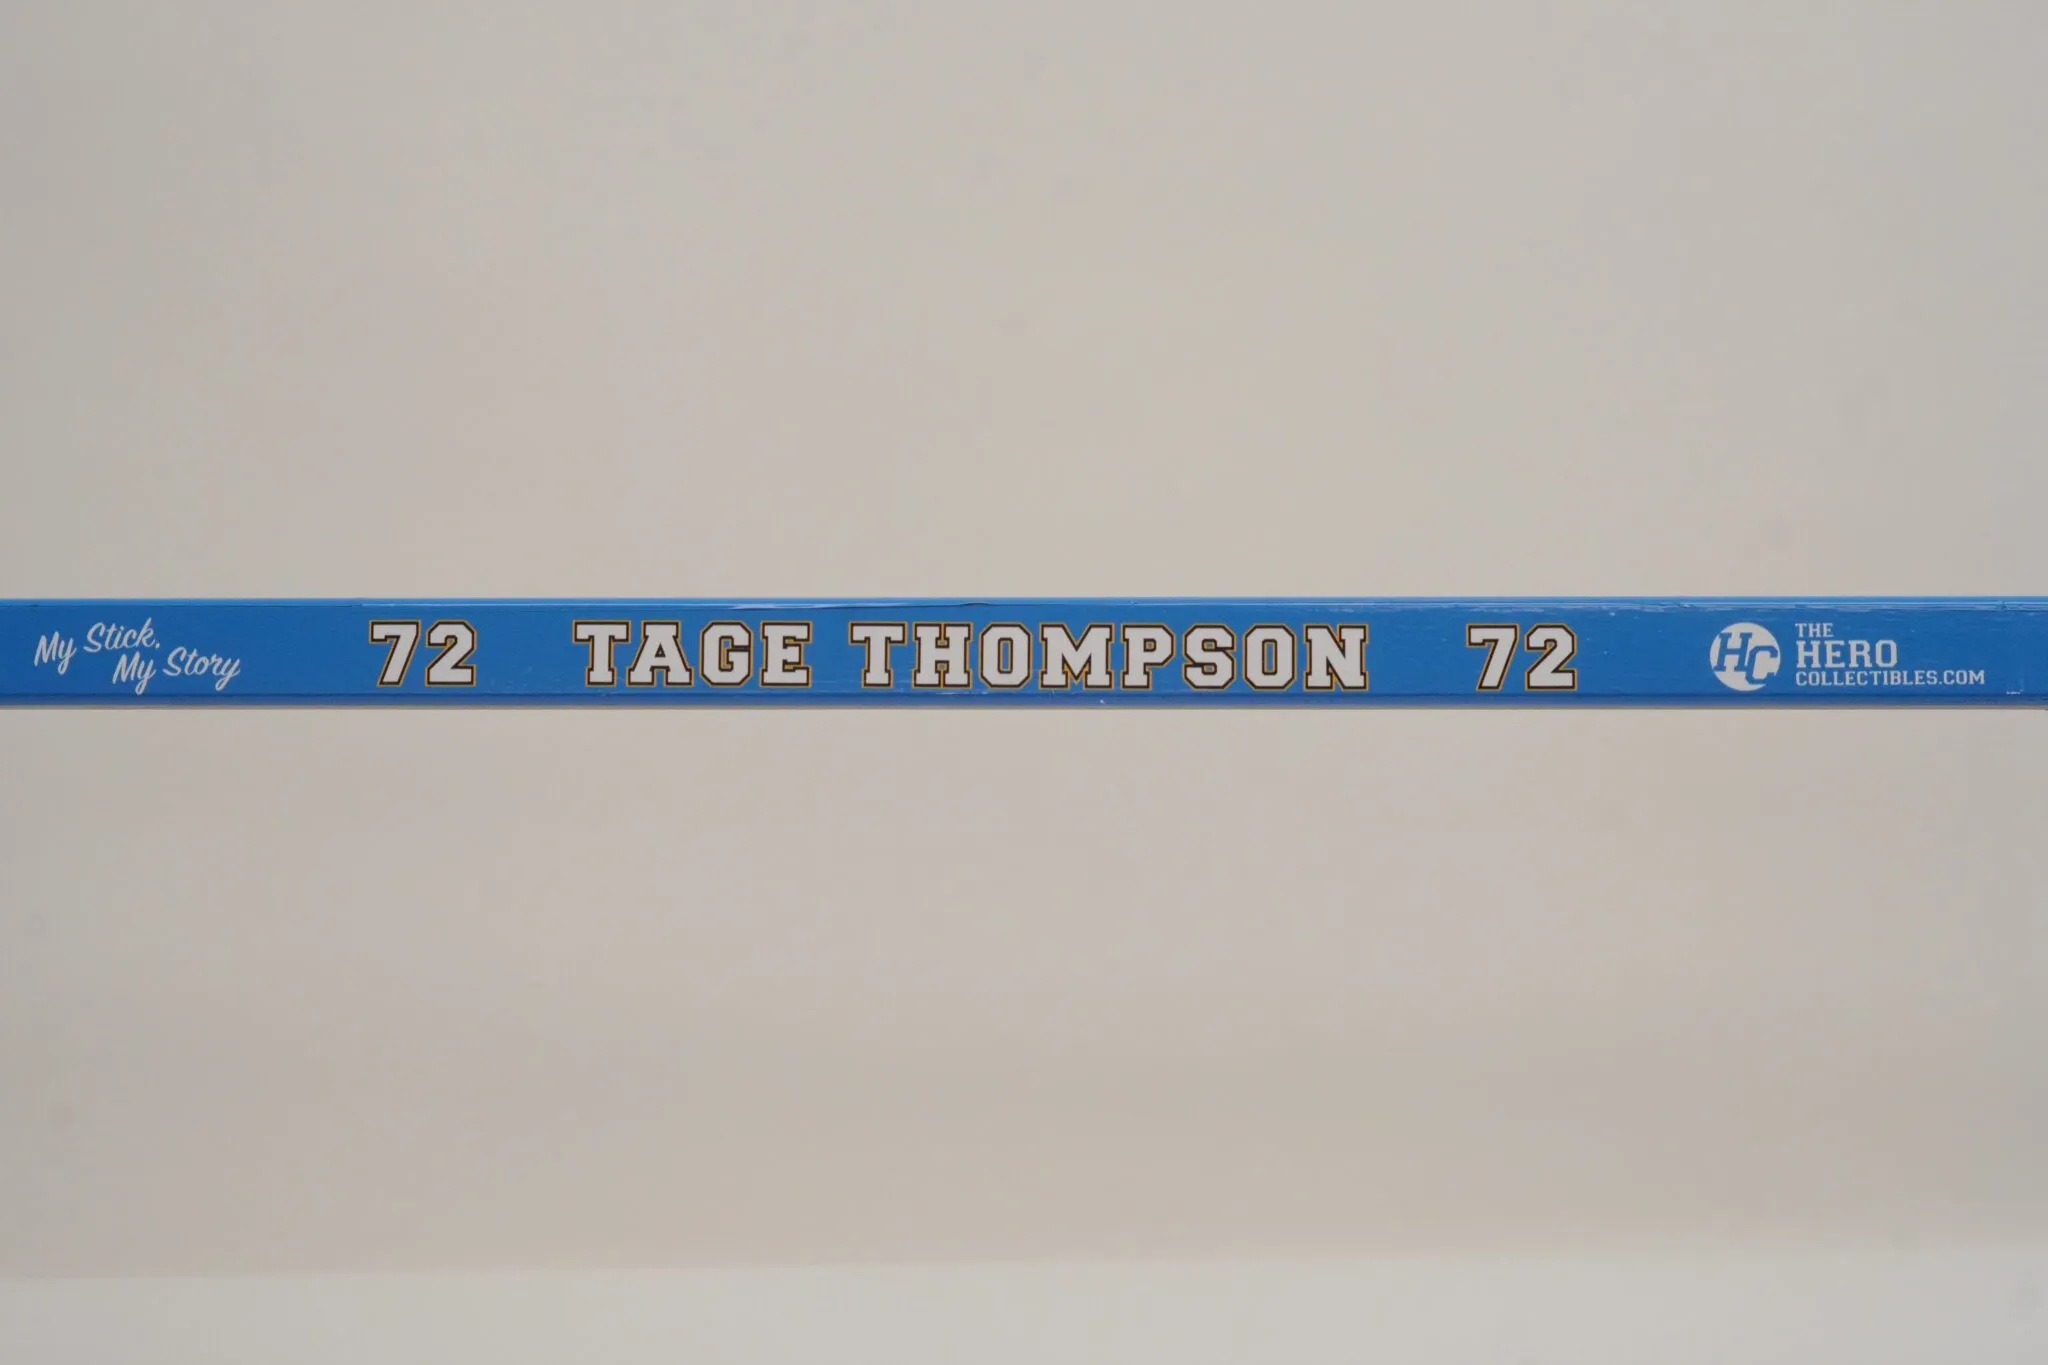 My Stick,
My Story
72 TAGE THOMPSON 72
HC
THE
HERO
COLLECTIBLES.COM